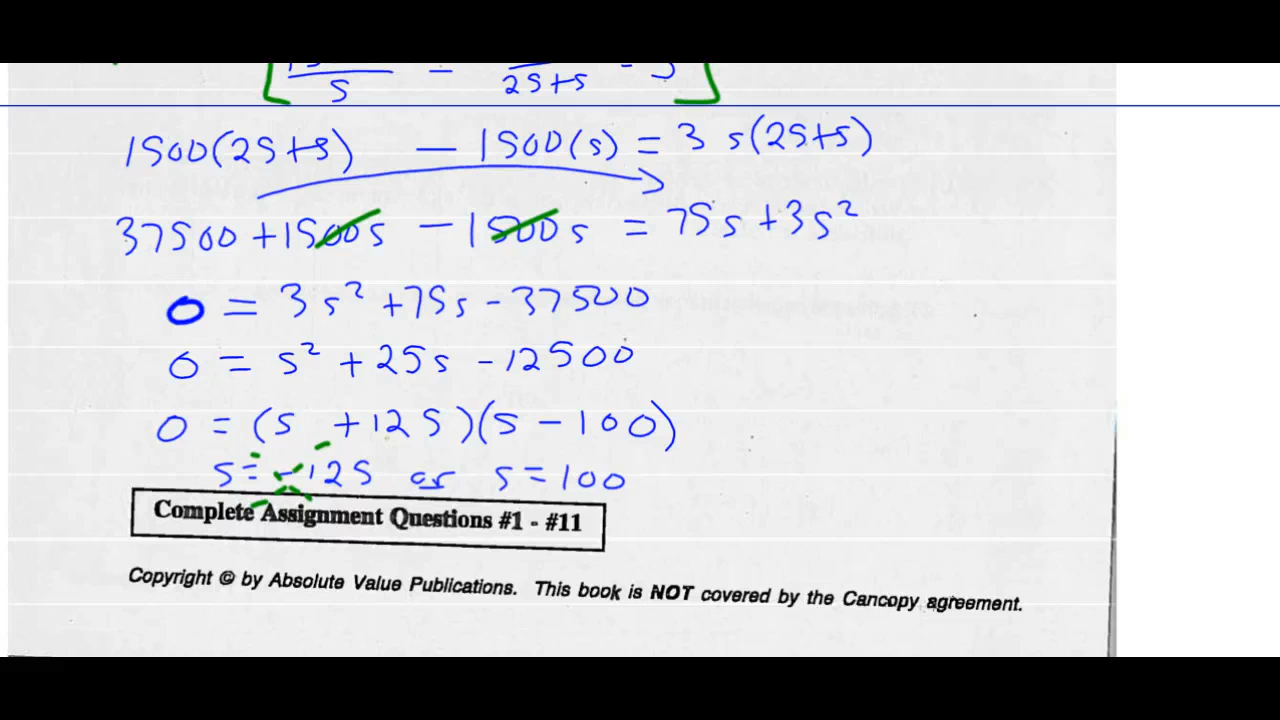 s 25+s
1500(25+s) - 1500(s) = 3 s(25+s)
37500 + 1500s - 1500s = 75s + 3s²
0 = 3s² + 75s - 37500
0 = s² + 25s - 12500
0 = (s + 125)(s - 100)
s = -125 or s = 100
Complete Assignment Questions #1 - #11
Copyright © by Absolute Value Publications. This book is NOT covered by the Cancopy agreement.